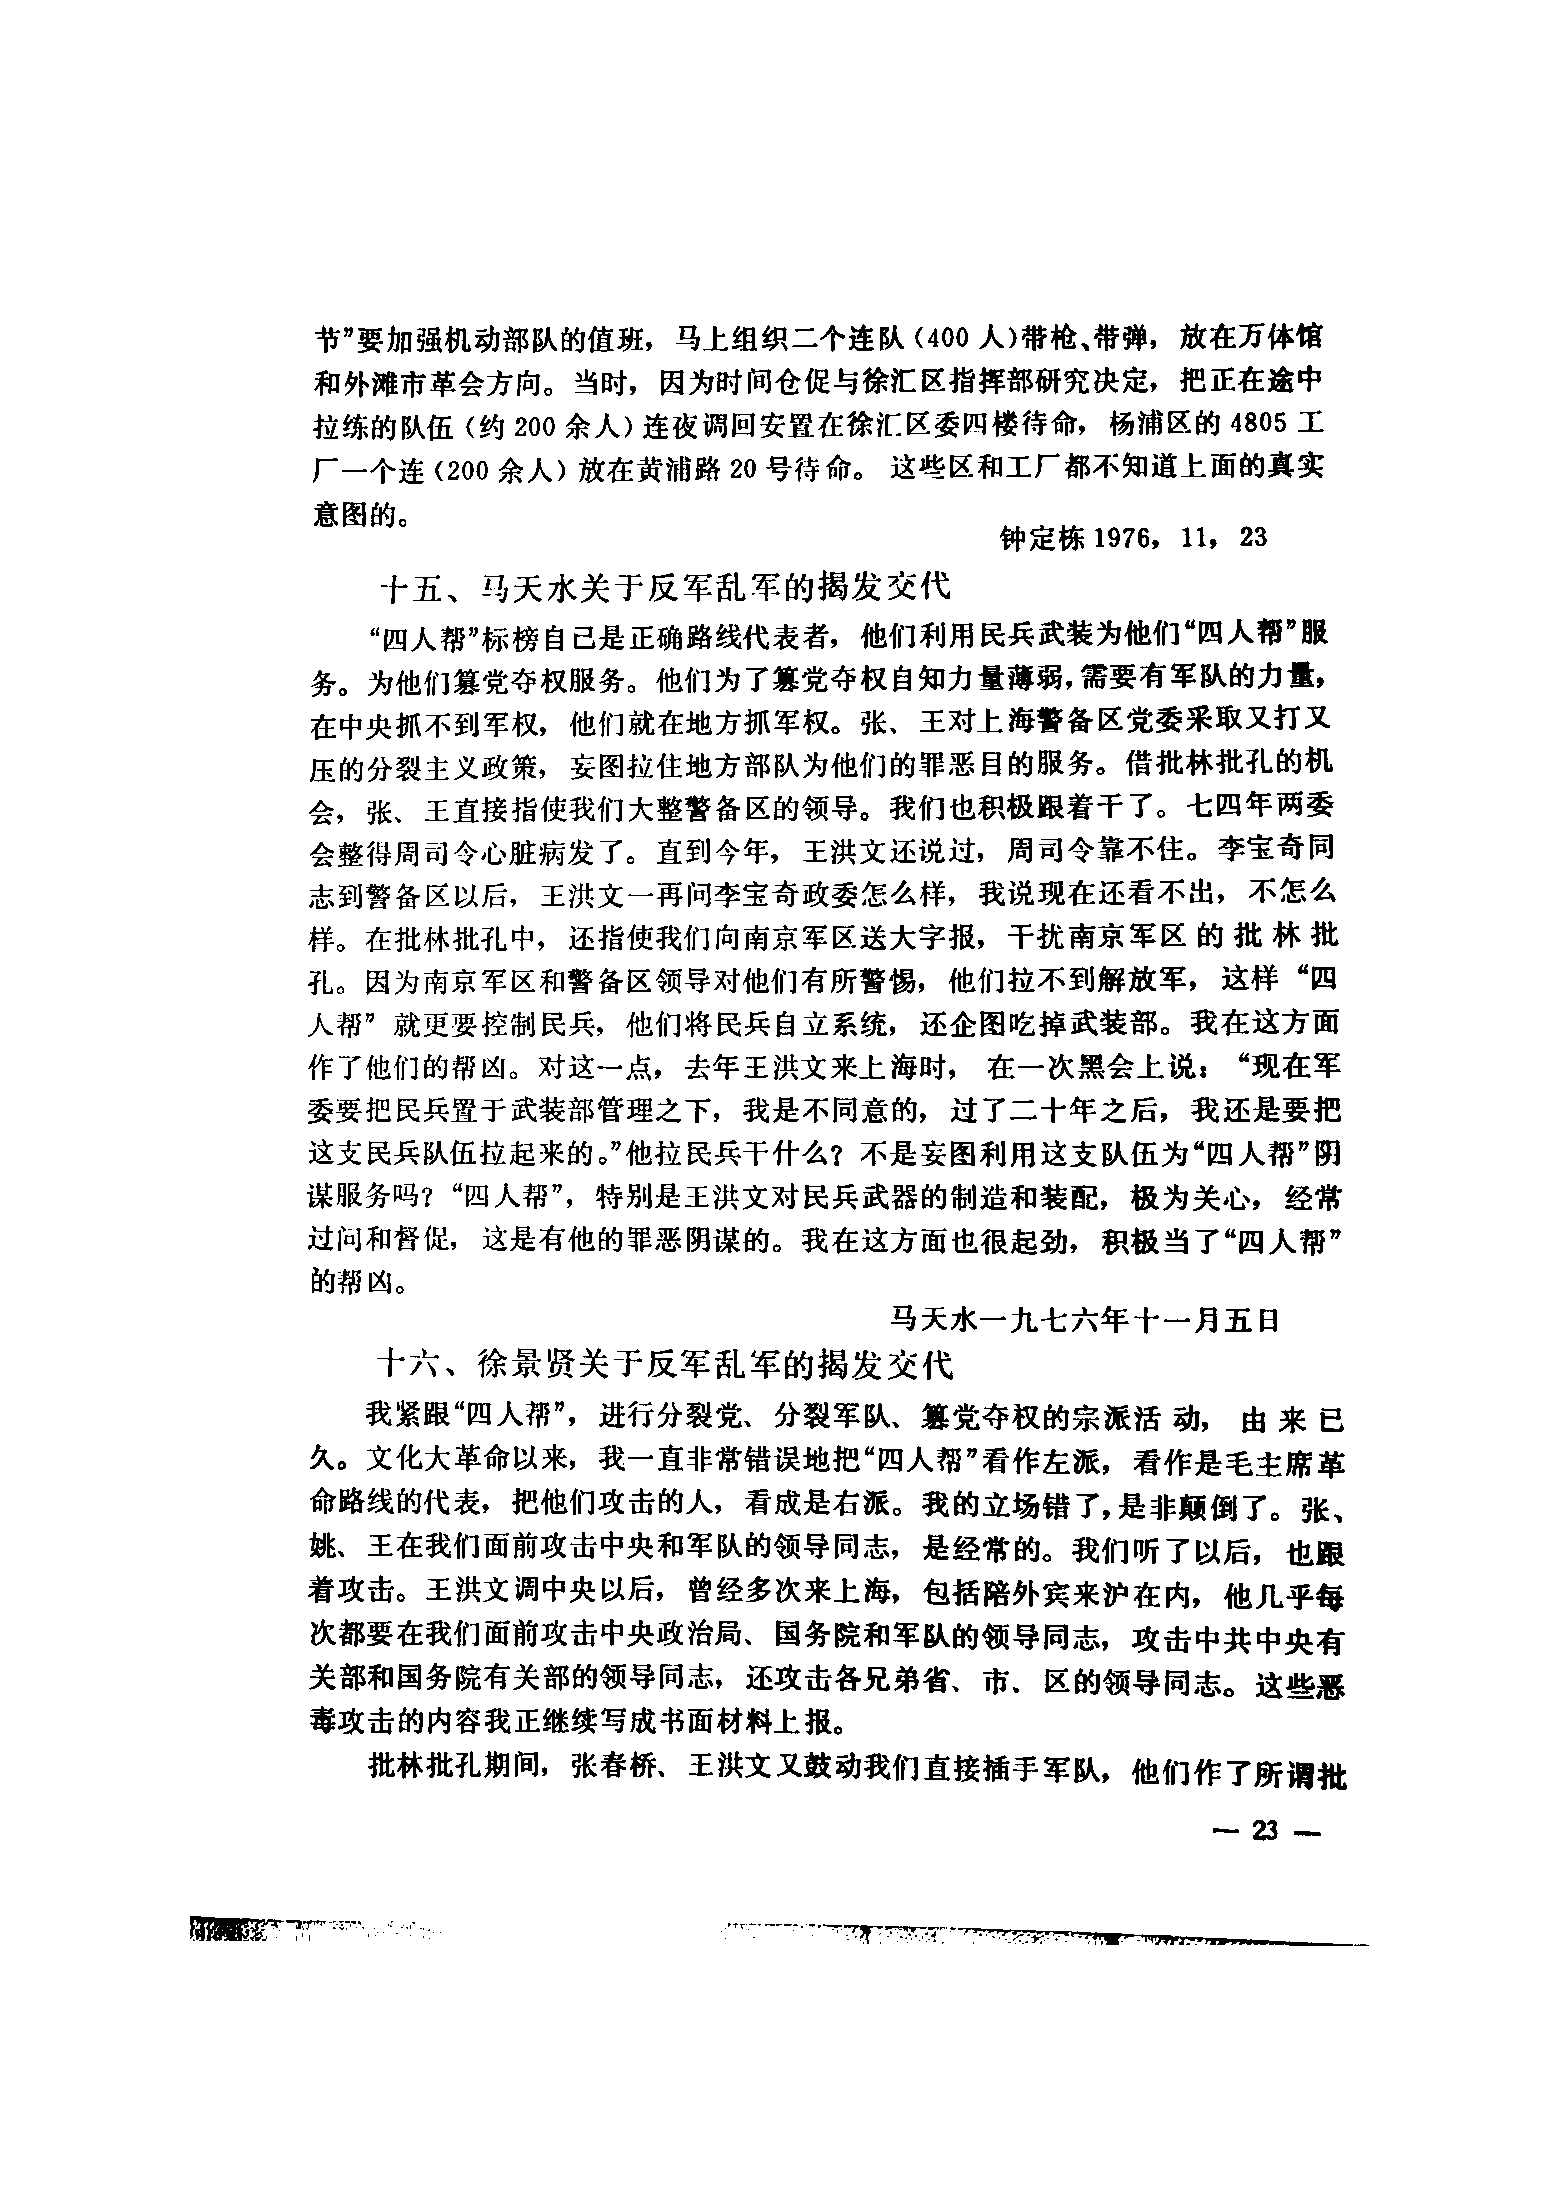 节”要加强机动部队的值班，马上组织二个连队（400 人）带枪、带弹，放在万体馆
和外滩市革会方向。当时，因为时间仓促与徐汇区指挥部研究决定，把正在途中
拉练的队伍（约 200 余人）连夜调回安置在徐汇区委四楼待命，杨浦区的 4805 工
厂一个连（200 余人）放在黄浦路 20 号待命。 这些区和工厂都不知道上面的真实
意图的。
钟定栋 1976，11，23
十五、马天水关于反军乱军的揭发交代
“四人帮”标榜自己是正确路线代表者，他们利用民兵武装为他们“四人帮”服
务。为他们篡党夺权服务。他们为了篡党夺权自知力量薄弱，需要有军队的力量，
在中央抓不到军权，他们就在地方抓军权。张、王对上海警备区党委采取又打又
压的分裂主义政策，妄图拉住地方部队为他们的罪恶目的服务。借批林批孔的机
会，张、王直接指使我们大整警备区的领导。我们也积极跟着干了。七四年两委
会整得周司令心脏病发了。直到今年，王洪文还说过，周司令靠不住。李宝奇同
志到警备区以后，王洪文一再问李宝奇政委怎么样，我说现在还看不出，不怎么
样。在批林批孔中，还指使我们向南京军区送大字报，干扰南京军区的批林批
孔。因为南京军区和警备区领导对他们有所警惕，他们拉不到解放军，这样“四
人帮”就更要控制民兵，他们将民兵自立系统，还企图吃掉武装部。我在这方面
作了他们的帮凶。对这一点，去年王洪文来上海时，在一次黑会上说：“现在军
委要把民兵置于武装部管理之下，我是不同意的，过了二十年之后，我还是要把
这支民兵队伍拉起来的。”他拉民兵干什么？不是妄图利用这支队伍为“四人帮”阴
谋服务吗？“四人帮”，特别是王洪文对民兵武器的制造和装配，极为关心，经常
过问和督促，这是有他的罪恶阴谋的。我在这方面也很起劲，积极当了“四人帮”
的帮凶。
马天水一九七六年十一月五日
十六、徐景贤关于反军乱军的揭发交代
我紧跟“四人帮”，进行分裂党、分裂军队、篡党夺权的宗派活动，由来已
久。文化大革命以来，我一直非常错误地把“四人帮”看作左派，看作是毛主席革
命路线的代表，把他们攻击的人，看成是右派。我的立场错了，是非颠倒了。张、
姚、王在我们面前攻击中央和军队的领导同志，是经常的。我们听了以后，也跟
着攻击。王洪文调中央以后，曾经多次来上海，包括陪外宾来沪在内，他几乎每
次都要在我们面前攻击中央政治局、国务院和军队的领导同志，攻击中共中央有
关部和国务院有关部的领导同志，还攻击各兄弟省、市、区的领导同志。这些恶
毒攻击的内容我正继续写成书面材料上报。
批林批孔期间，张春桥、王洪文又鼓动我们直接插手军队，他们作了所谓批
— 23 —